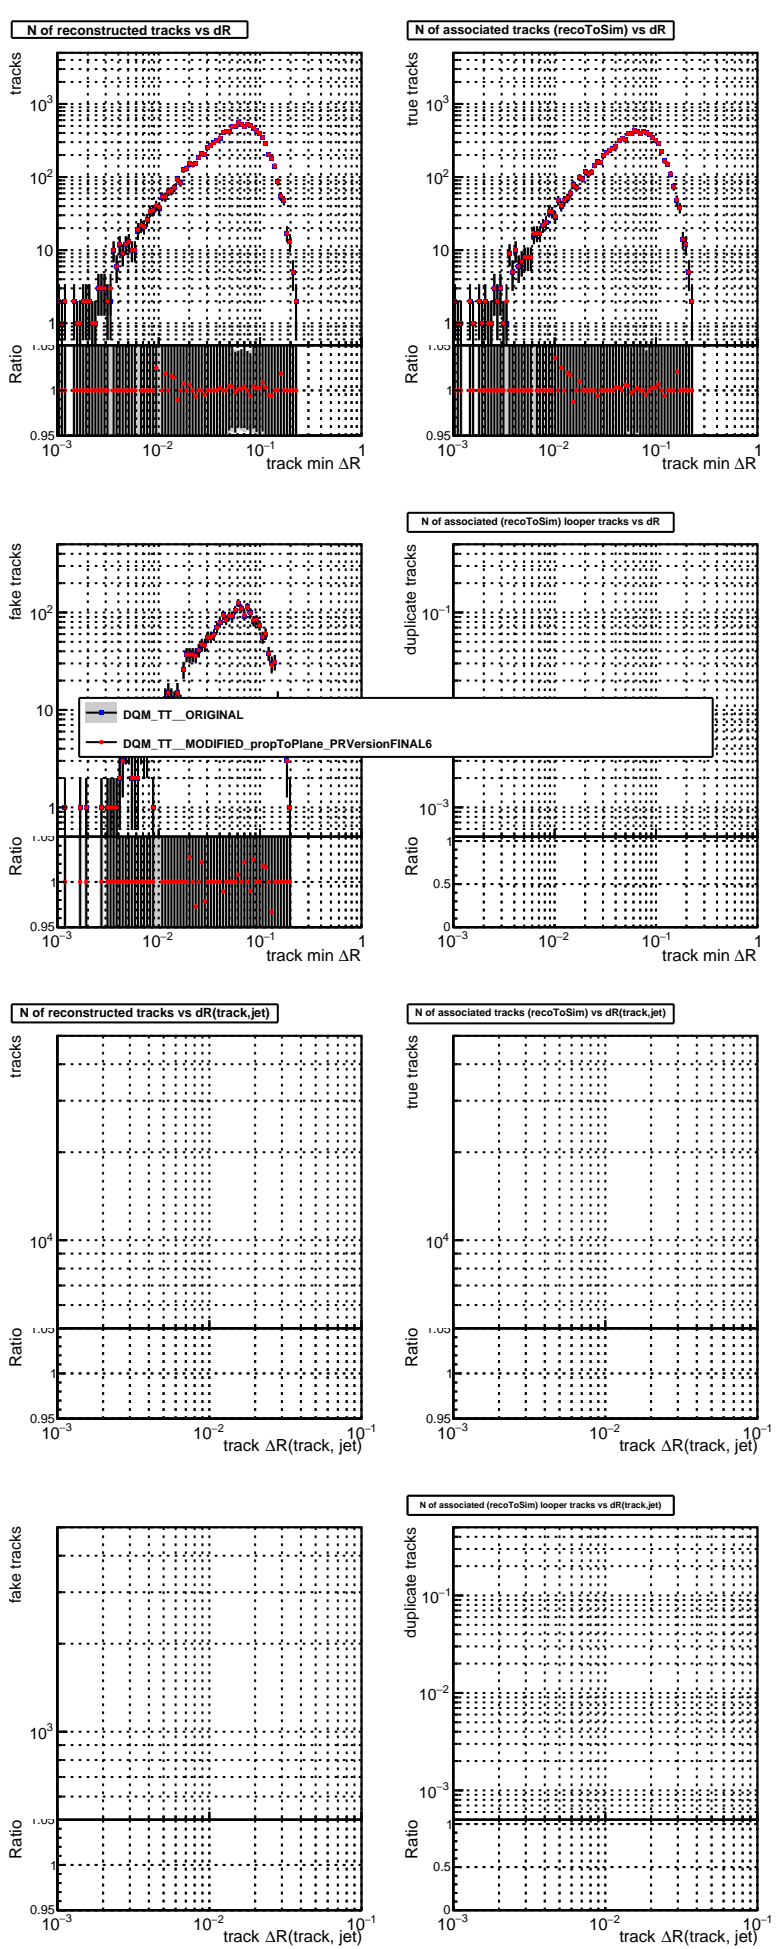 N of reconstructed tracks vs dR
N of associated tracks (recoToSim) vs dR
tracks
10³
10²
10
1
Ratio
1.05
1
0.95
10⁻³ 10⁻² 10⁻¹ 1
track min ΔR
true tracks
10³
10²
10
1
Ratio
1.05
1
0.95
10⁻³ 10⁻² 10⁻¹ 1
track min ΔR
N of associated (recoToSim) looper tracks vs dR
fake tracks
10²
10
1
Ratio
1.05
1
0.95
10⁻³ 10⁻² 10⁻¹ 1
track min ΔR
duplicate tracks
10⁻¹
10⁻³
Ratio
1
0.5
0
10⁻³ 10⁻² 10⁻¹ 1
track min ΔR
DQM_TT__ORIGINAL
DQM_TT__MODIFIED_propToPlane_PRVersionFINAL6
N of reconstructed tracks vs dR(track,jet)
N of associated tracks (recoToSim) vs dR(track,jet)
tracks
10⁴
Ratio
1.05
1
0.95
10⁻³ 10⁻² 10⁻¹
track ΔR(track, jet)
true tracks
10⁴
Ratio
1.05
1
0.95
10⁻³ 10⁻² 10⁻¹
track ΔR(track, jet)
N of associated (recoToSim) looper tracks vs dR(track,jet)
fake tracks
10³
Ratio
1.05
1
0.95
10⁻³ 10⁻² 10⁻¹
track ΔR(track, jet)
duplicate tracks
10⁻¹
10⁻²
10⁻³
Ratio
1
0.5
0
10⁻³ 10⁻² 10⁻¹
track ΔR(track, jet)